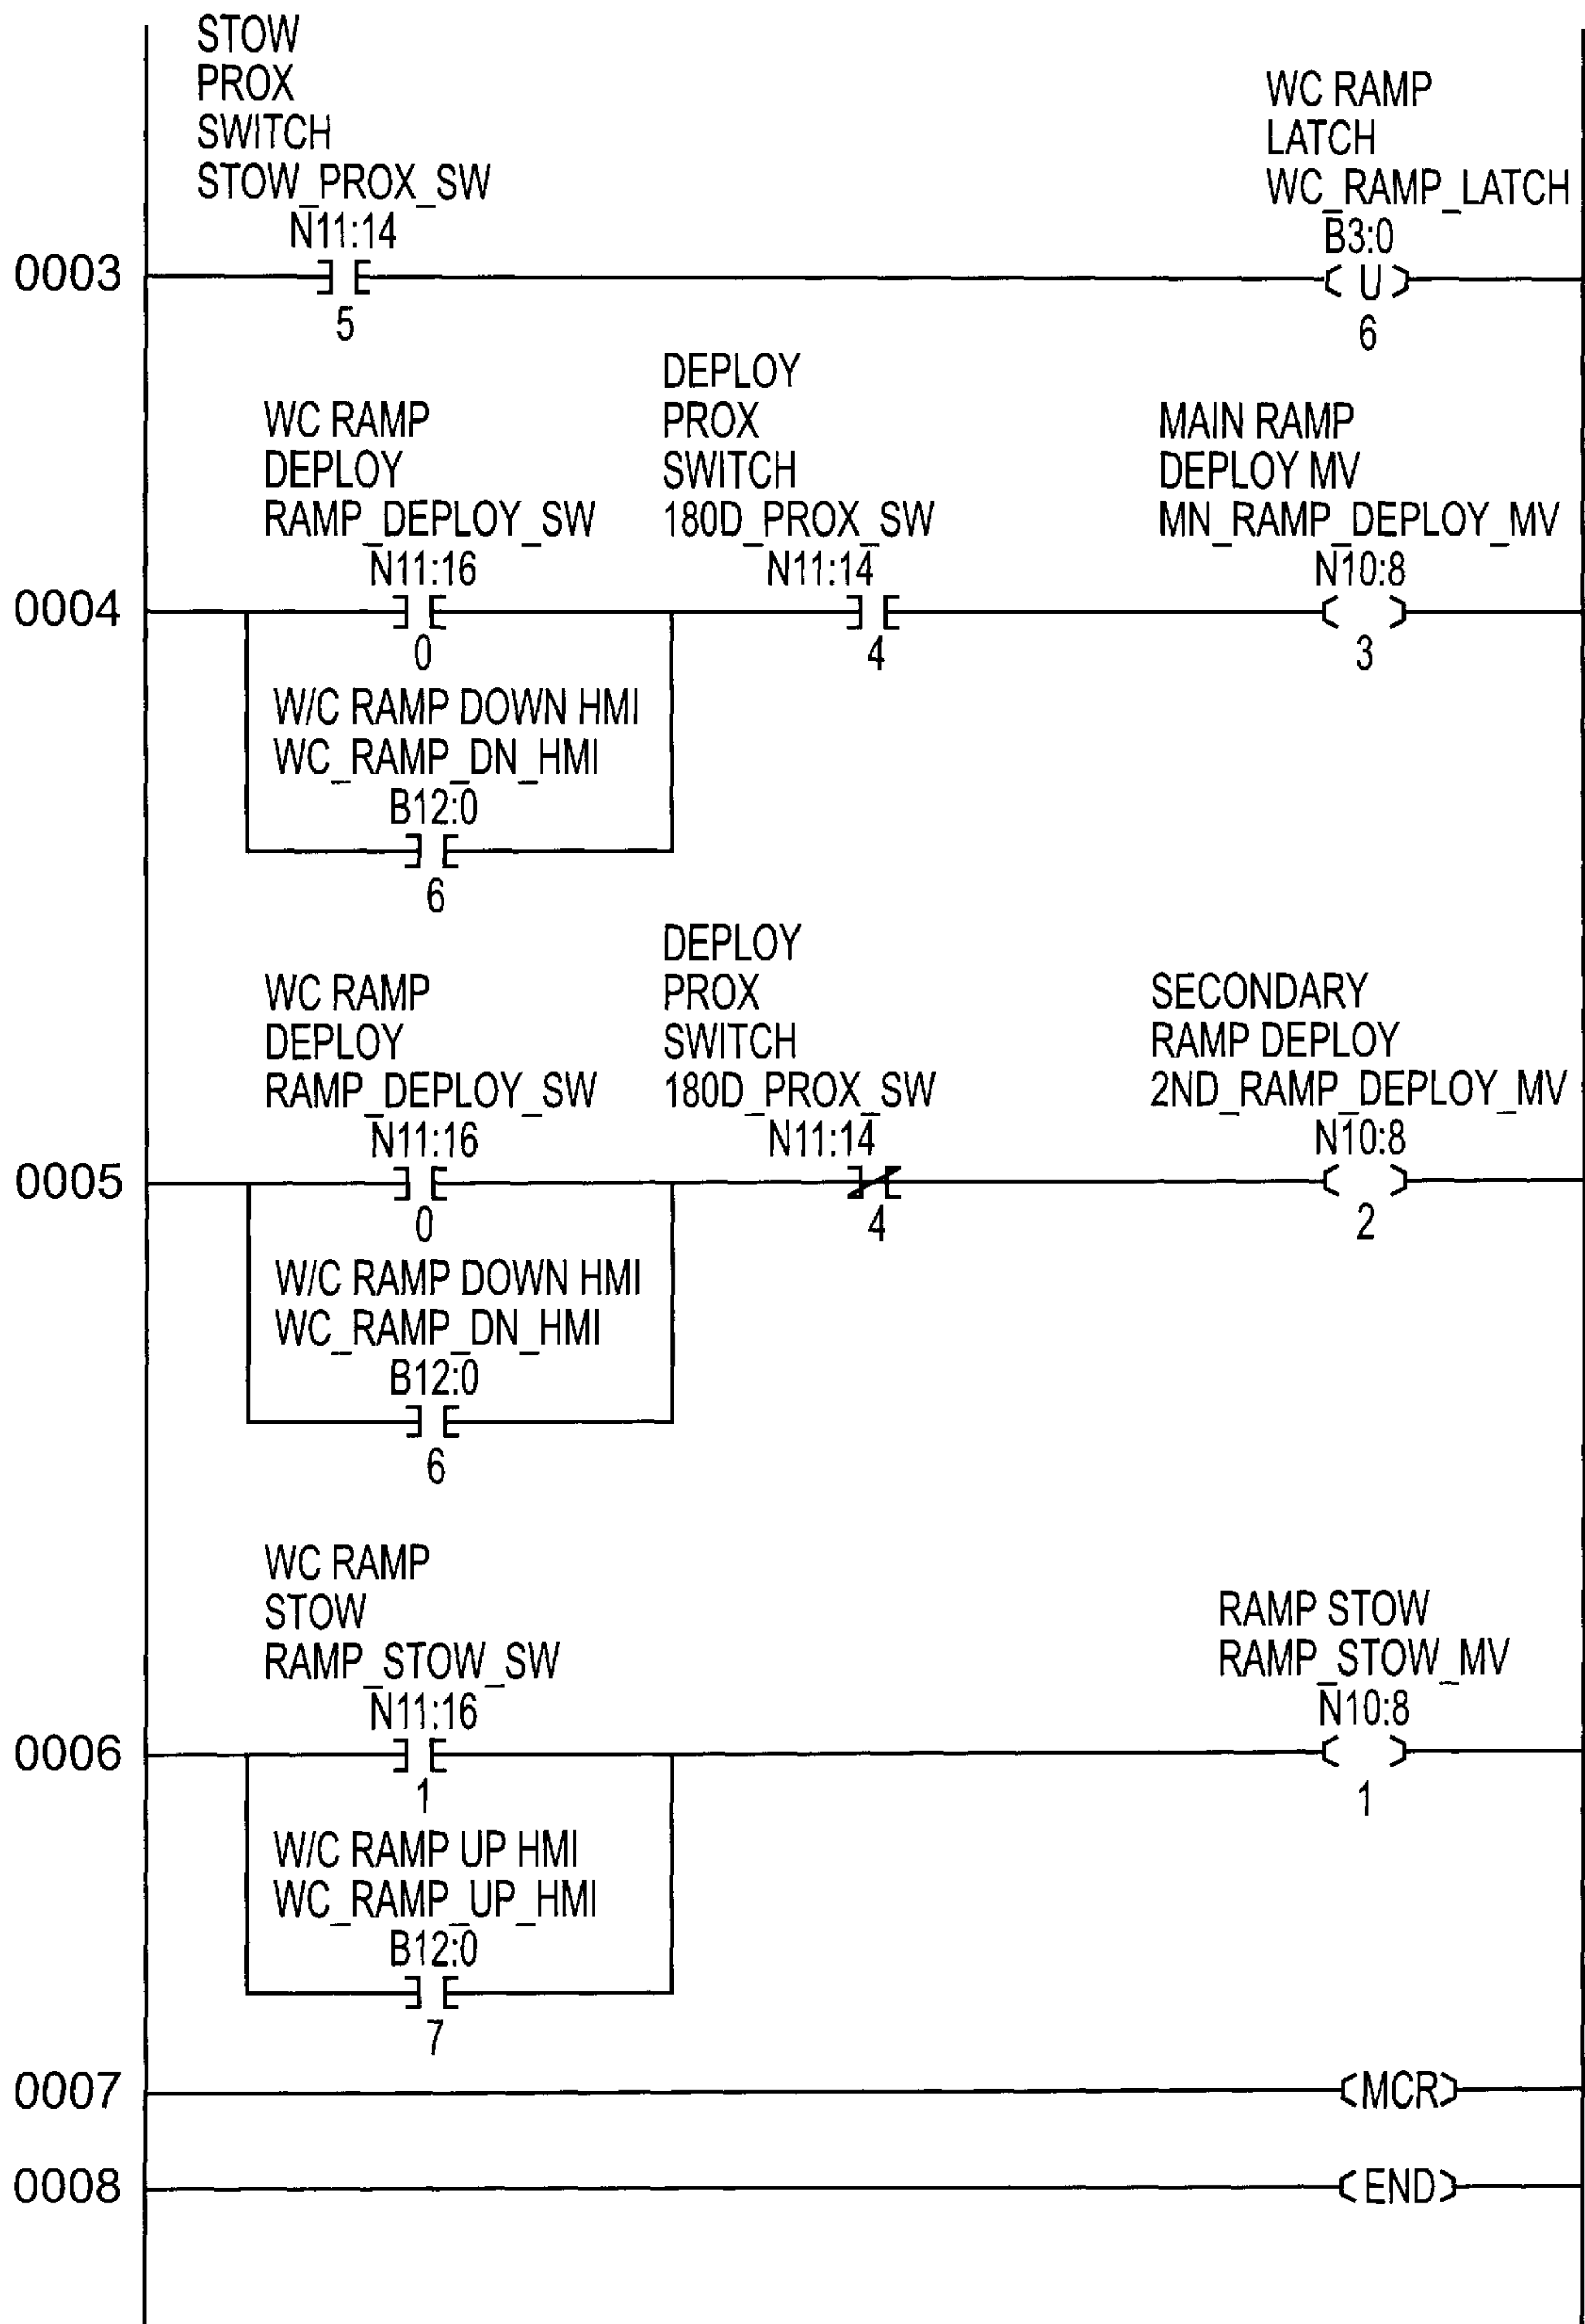 STOW
PROX
SWITCH
STOW_PROX_SW
N11:14
5
WC RAMP
LATCH
WC_RAMP_LATCH
B3:0
U
6
0003
WC RAMP
DEPLOY
RAMP_DEPLOY_SW
N11:16
0
DEPLOY
PROX
SWITCH
180D_PROX_SW
N11:14
4
MAIN RAMP
DEPLOY MV
MN_RAMP_DEPLOY_MV
N10:8
3
0004
W/C RAMP DOWN HMI
WC_RAMP_DN_HMI
B12:0
6
WC RAMP
DEPLOY
RAMP_DEPLOY_SW
N11:16
0
DEPLOY
PROX
SWITCH
180D_PROX_SW
N11:14
4
SECONDARY
RAMP DEPLOY
2ND_RAMP_DEPLOY_MV
N10:8
2
0005
W/C RAMP DOWN HMI
WC_RAMP_DN_HMI
B12:0
6
WC RAMP
STOW
RAMP_STOW_SW
N11:16
1
RAMP STOW
RAMP_STOW_MV
N10:8
1
0006
W/C RAMP UP HMI
WC_RAMP_UP_HMI
B12:0
7
0007
MCR
0008
END